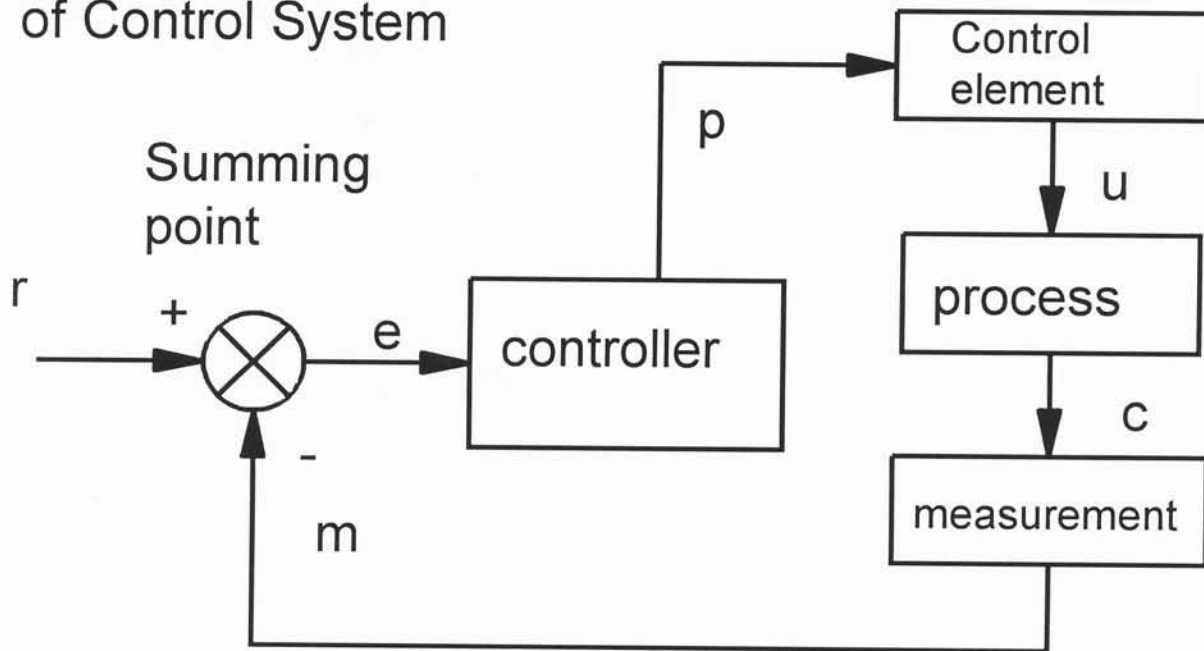 of Control System
Control
element
p
Summing
point
u
r
+
e
controller
process
c
-
m
measurement